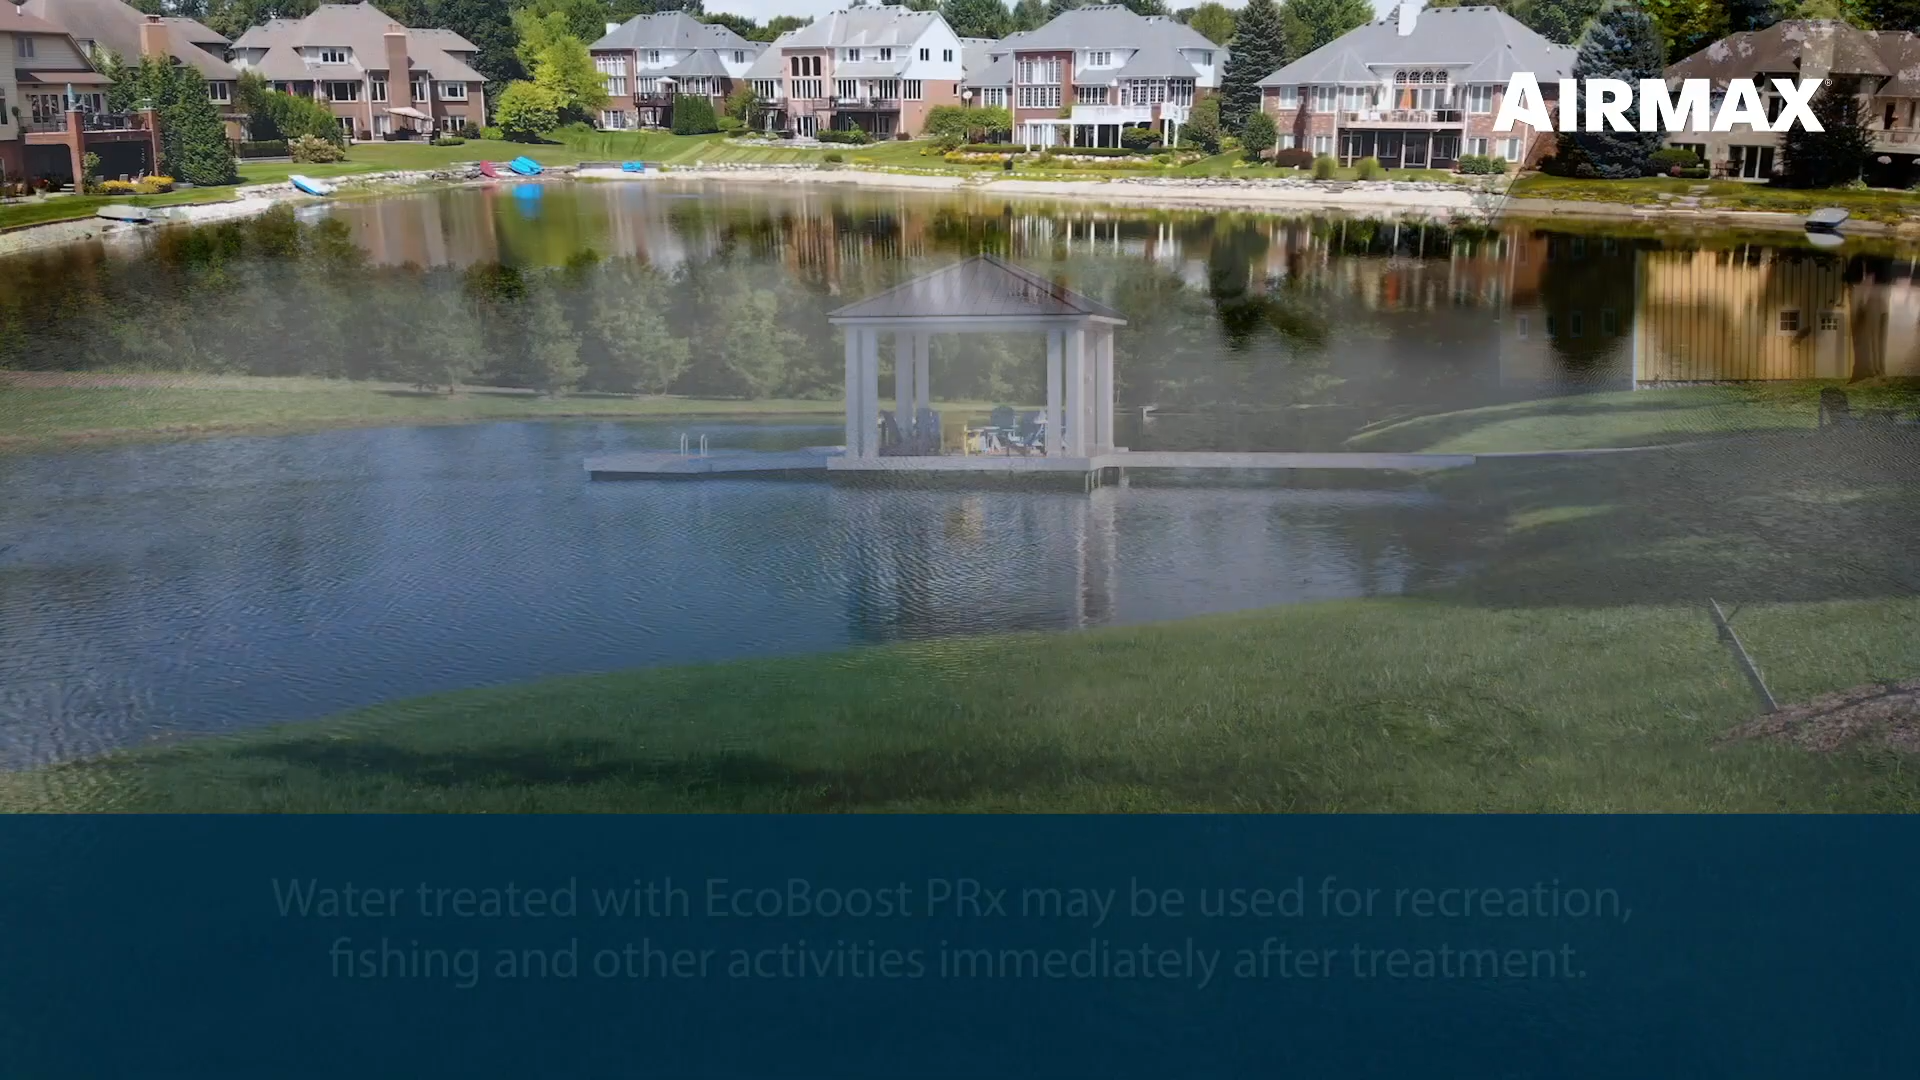 AIRMAX®
Water treated with EcoBoost PRx may be used for recreation,
fishing and other activities immediately after treatment.